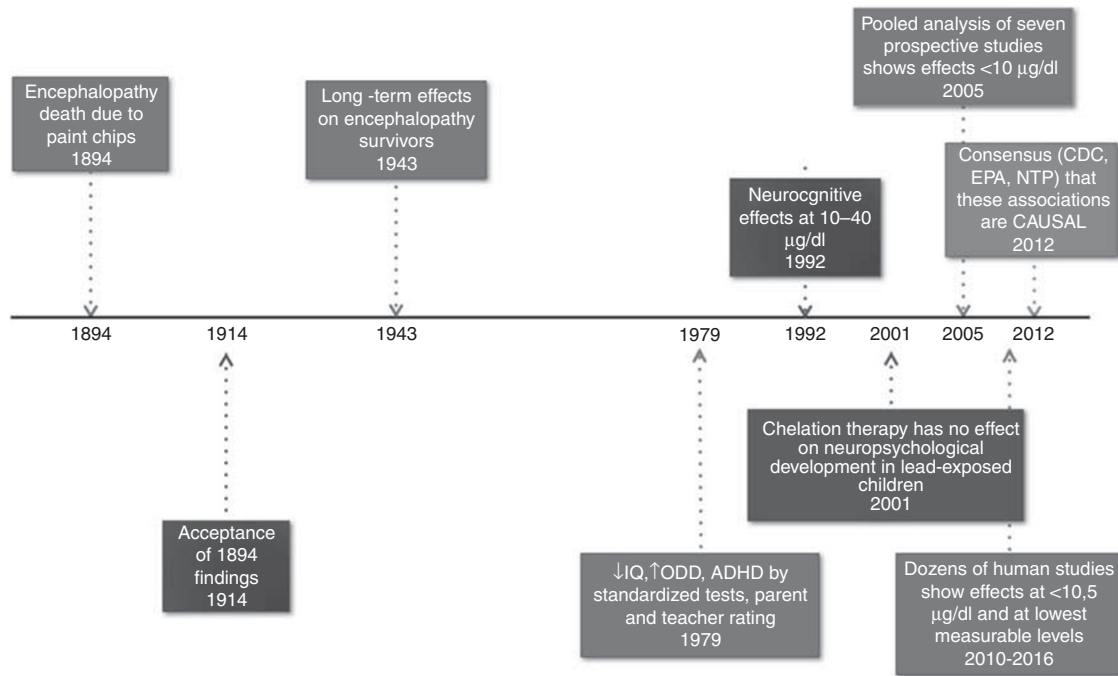 Pooled analysis of seven
prospective studies
shows effects <10 μg/dl
2005
Encephalopathy
death due to
paint chips
1894
Long -term effects
on encephalopathy
survivors
1943
Neurocgnitive
effects at 10–40
μg/dl
1992
Consensus (CDC,
EPA, NTP) that
these associations
are CAUSAL
2012
1894
1914
1943
1979
1992
2001
2005
2012
Acceptance
of 1894
findings
1914
↓IQ,↑ODD, ADHD by
standardized tests, parent
and teacher rating
1979
Chelation therapy has no effect
on neuropsychological
development in lead-exposed
children
2001
Dozens of human studies
show effects at <10,5
μg/dl and at lowest
measurable levels
2010-2016